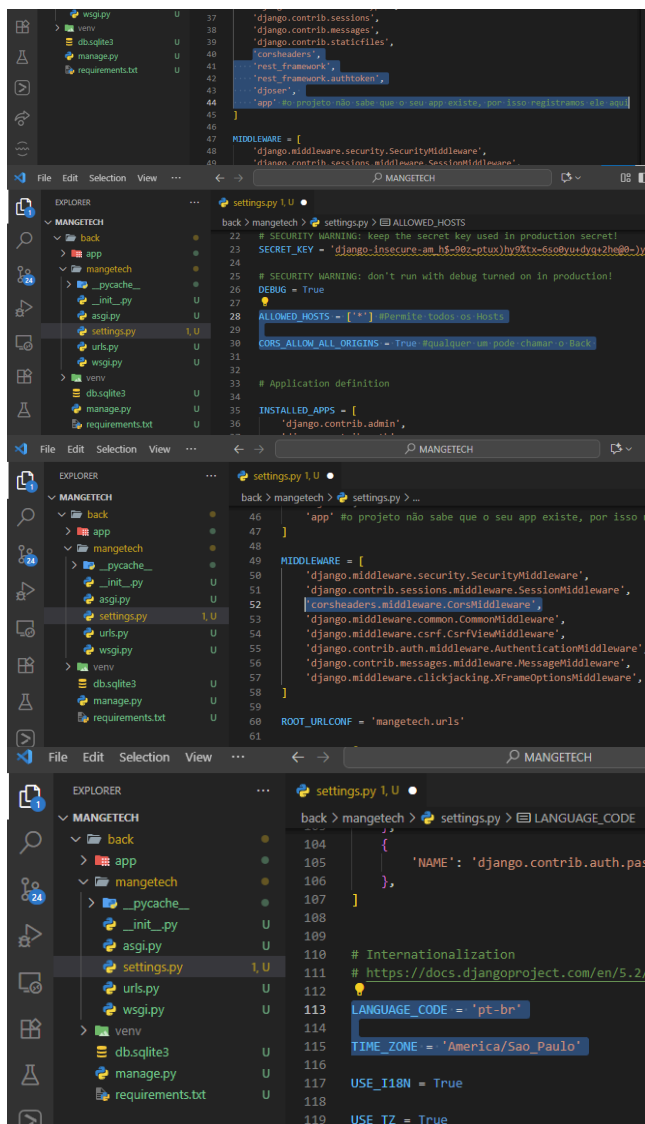 wsgi.py U
venv
db.sqlite3 U
manage.py U
requirements.txt U
37 'django.contrib.sessions',
38 'django.contrib.messages',
39 'django.contrib.staticfiles',
40 'corsheaders',
41 'rest_framework',
42 'rest_framework.authtoken',
43 'djoser',
44 'app' #o projeto não sabe que o seu app existe, por isso registramos ele aqui
45 ]
46
47 MIDDLEWARE = [
48 'django.middleware.security.SecurityMiddleware',
49 'django.contrib.sessions.middleware.SessionMiddleware',
File Edit Selection View ··· ← → MANGETECH
EXPLORER ···
MANGETECH
back
app
mangetech
__pycache__
__init__.py U
asgi.py U
settings.py 1, U
urls.py U
wsgi.py U
venv
db.sqlite3 U
manage.py U
requirements.txt U
1
24
settings.py 1, U ●
back > mangetech > settings.py > ALLOWED_HOSTS
22 # SECURITY WARNING: keep the secret key used in production secret!
23 SECRET_KEY = 'django-insecure-am_h$=90z=ptux)hy9%tx=6so0yu+dyq+2he@0=)y
24
25 # SECURITY WARNING: don't run with debug turned on in production!
26 DEBUG = True
27
28 ALLOWED_HOSTS = ['*'] #Permite todos os Hosts
29
30 CORS_ALLOW_ALL_ORIGINS = True #qualquer um pode chamar o Back
31
32
33 # Application definition
34
35 INSTALLED_APPS = [
36 'django.contrib.admin',
File Edit Selection View ··· ← → MANGETECH
EXPLORER ···
MANGETECH
back
app
mangetech
__pycache__
__init__.py U
asgi.py U
settings.py 1, U
urls.py U
wsgi.py U
venv
db.sqlite3 U
manage.py U
requirements.txt U
1
24
settings.py 1, U ●
back > mangetech > settings.py > ...
46 'app' #o projeto não sabe que o seu app existe, por isso
47 ]
48
49 MIDDLEWARE = [
50 'django.middleware.security.SecurityMiddleware',
51 'django.contrib.sessions.middleware.SessionMiddleware',
52 'corsheaders.middleware.CorsMiddleware',
53 'django.middleware.common.CommonMiddleware',
54 'django.middleware.csrf.CsrfViewMiddleware',
55 'django.contrib.auth.middleware.AuthenticationMiddleware'
56 'django.contrib.messages.middleware.MessageMiddleware',
57 'django.middleware.clickjacking.XFrameOptionsMiddleware',
58 ]
59
60 ROOT_URLCONF = 'mangetech.urls'
61
File Edit Selection View ··· ← → MANGETECH
EXPLORER ···
MANGETECH
back
app
mangetech
__pycache__
__init__.py U
asgi.py U
settings.py 1, U
urls.py U
wsgi.py U
venv
db.sqlite3 U
manage.py U
requirements.txt U
1
24
settings.py 1, U ●
back > mangetech > settings.py > LANGUAGE_CODE
104 {
105 'NAME': 'django.contrib.auth.pas
106 },
107 ]
108
109
110 # Internationalization
111 # https://docs.djangoproject.com/en/5.2/
112
113 LANGUAGE_CODE = 'pt-br'
114
115 TIME_ZONE = 'America/Sao_Paulo'
116
117 USE_I18N = True
118
119 USE_TZ = True